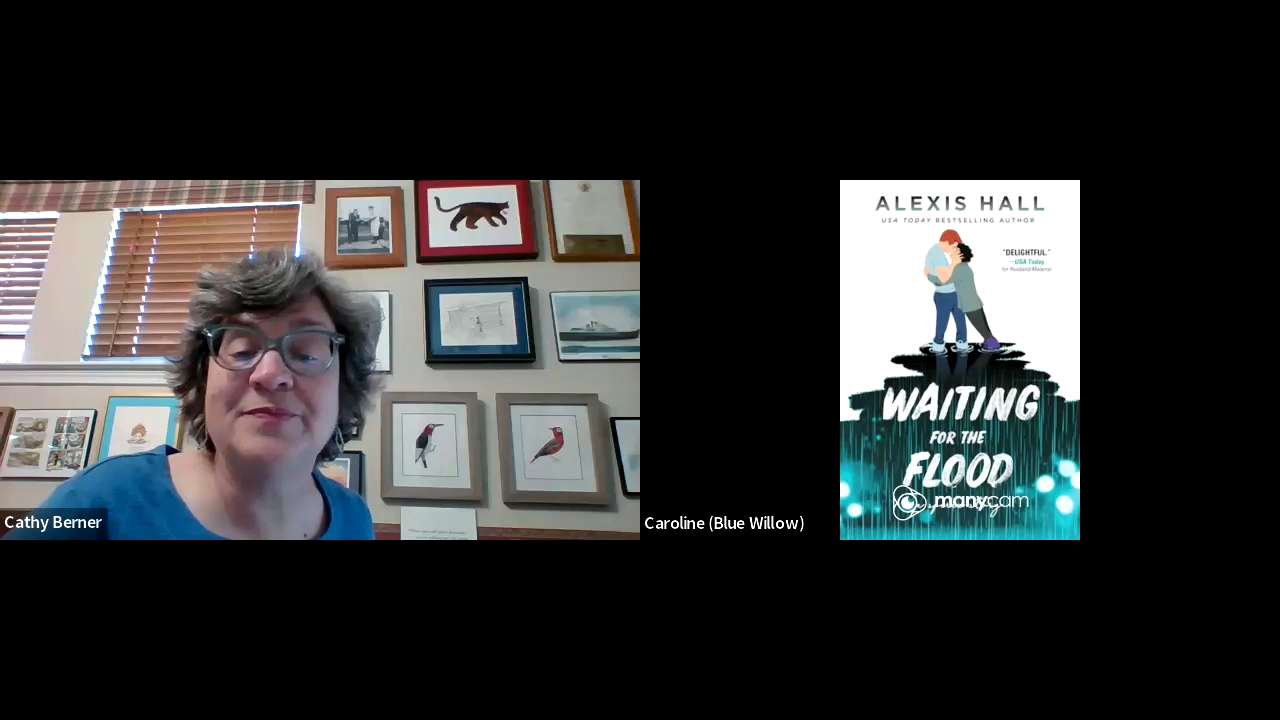 Cathy Berner
Caroline (Blue Willow)
ALEXIS HALL
USA TODAY BESTSELLING AUTHOR
"DELIGHTFUL."
—USA Today
for Husband Material
WAITING
FOR THE
FLOOD
manycam